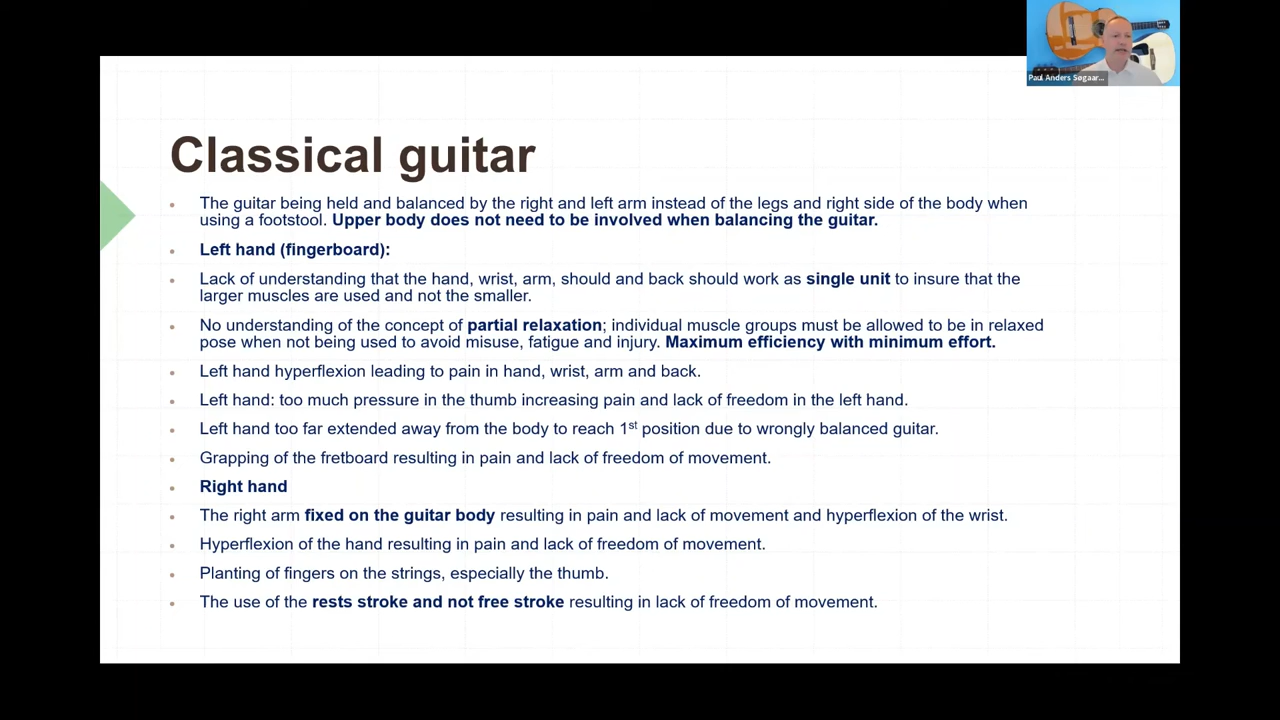 Paul Anders Søgaar...
Classical guitar
The guitar being held and balanced by the right and left arm instead of the legs and right side of the body when
using a footstool. Upper body does not need to be involved when balancing the guitar.
Left hand (fingerboard):
Lack of understanding that the hand, wrist, arm, should and back should work as single unit to insure that the
larger muscles are used and not the smaller.
No understanding of the concept of partial relaxation; individual muscle groups must be allowed to be in relaxed
pose when not being used to avoid misuse, fatigue and injury. Maximum efficiency with minimum effort.
Left hand hyperflexion leading to pain in hand, wrist, arm and back.
Left hand: too much pressure in the thumb increasing pain and lack of freedom in the left hand.
Left hand too far extended away from the body to reach 1st position due to wrongly balanced guitar.
Grapping of the fretboard resulting in pain and lack of freedom of movement.
Right hand
The right arm fixed on the guitar body resulting in pain and lack of movement and hyperflexion of the wrist.
Hyperflexion of the hand resulting in pain and lack of freedom of movement.
Planting of fingers on the strings, especially the thumb.
The use of the rests stroke and not free stroke resulting in lack of freedom of movement.